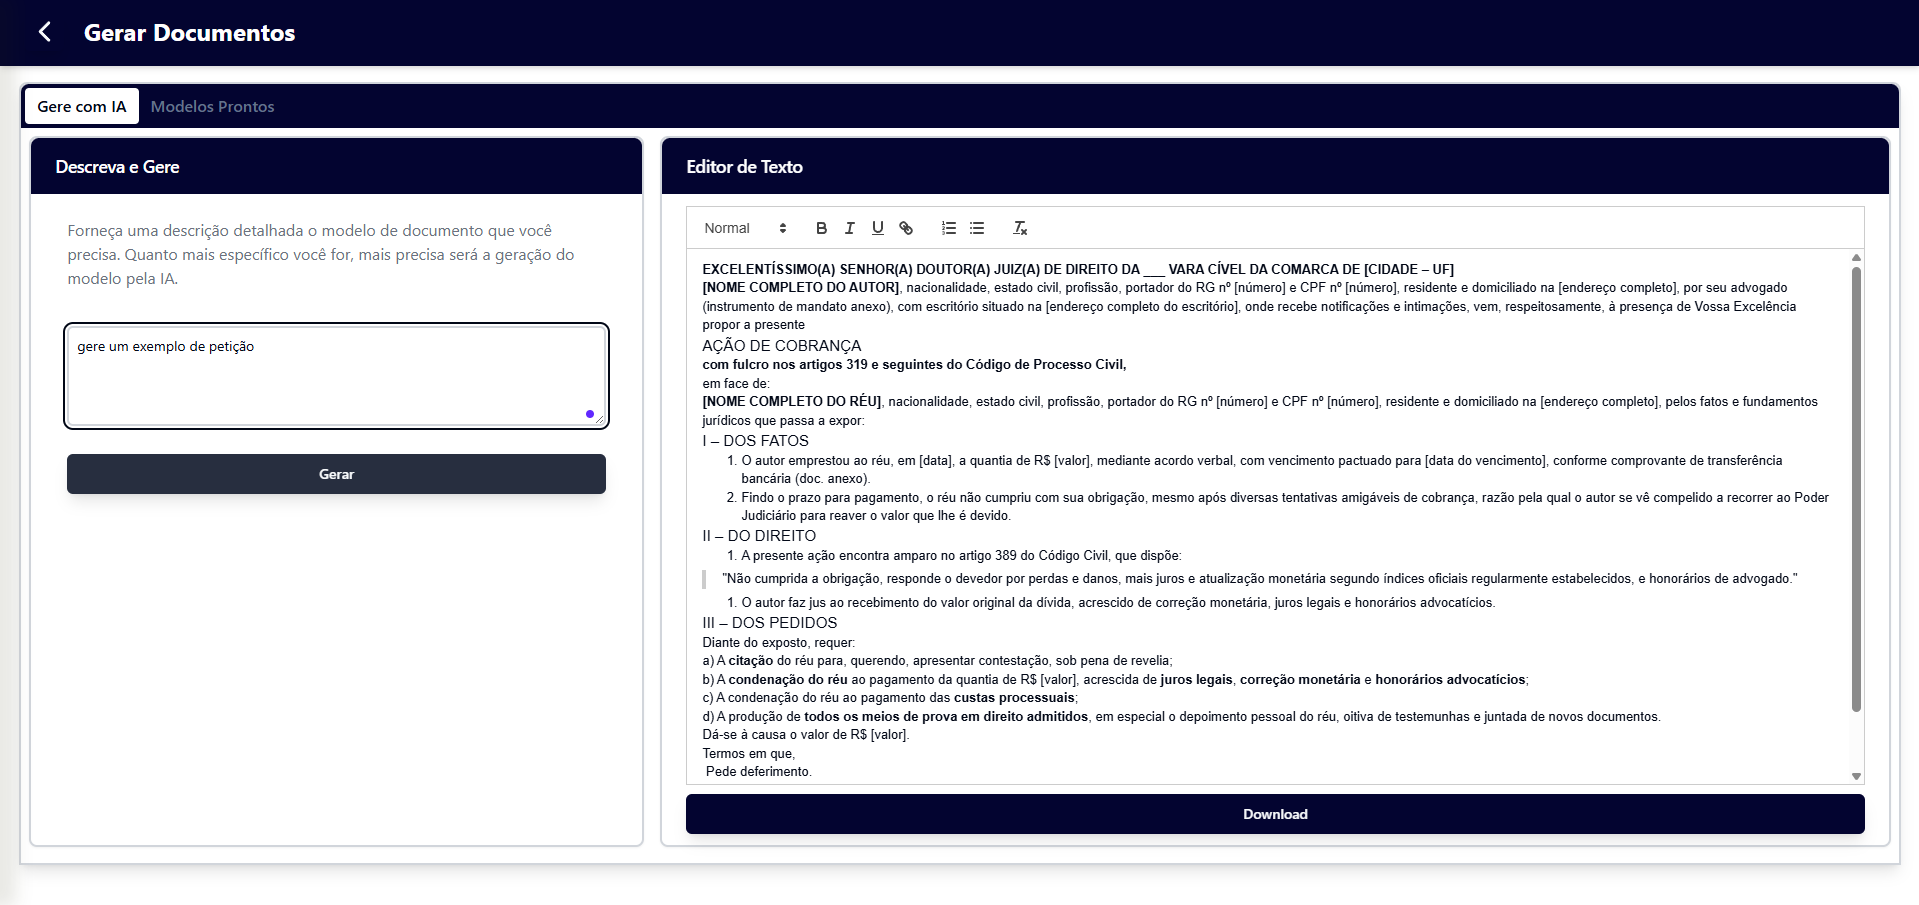 Gerar Documentos
Gere com IA
Modelos Prontos
Descreva e Gere
Forneça uma descrição detalhada o modelo de documento que você
precisa. Quanto mais específico você for, mais precisa será a geração do
modelo pela IA.
gere um exemplo de petição
Gerar
Editor de Texto
Normal
EXCELENTÍSSIMO(A) SENHOR(A) DOUTOR(A) JUIZ(A) DE DIREITO DA ___ VARA CÍVEL DA COMARCA DE [CIDADE – UF]
[NOME COMPLETO DO AUTOR], nacionalidade, estado civil, profissão, portador do RG nº [número] e CPF nº [número], residente e domiciliado na [endereço completo], por seu advogado
(instrumento de mandato anexo), com escritório situado na [endereço completo do escritório], onde recebe notificações e intimações, vem, respeitosamente, à presença de Vossa Excelência
propor a presente
AÇÃO DE COBRANÇA
com fulcro nos artigos 319 e seguintes do Código de Processo Civil,
em face de:
[NOME COMPLETO DO RÉU], nacionalidade, estado civil, profissão, portador do RG nº [número] e CPF nº [número], residente e domiciliado na [endereço completo], pelos fatos e fundamentos
jurídicos que passa a expor:
I – DOS FATOS
1. O autor emprestou ao réu, em [data], a quantia de R$ [valor], mediante acordo verbal, com vencimento pactuado para [data do vencimento], conforme comprovante de transferência
bancária (doc. anexo).
2. Findo o prazo para pagamento, o réu não cumpriu com sua obrigação, mesmo após diversas tentativas amigáveis de cobrança, razão pela qual o autor se vê compelido a recorrer ao Poder
Judiciário para reaver o valor que lhe é devido.
II – DO DIREITO
1. A presente ação encontra amparo no artigo 389 do Código Civil, que dispõe:
"Não cumprida a obrigação, responde o devedor por perdas e danos, mais juros e atualização monetária segundo índices oficiais regularmente estabelecidos, e honorários de advogado."
1. O autor faz jus ao recebimento do valor original da dívida, acrescido de correção monetária, juros legais e honorários advocatícios.
III – DOS PEDIDOS
Diante do exposto, requer:
a) A citação do réu para, querendo, apresentar contestação, sob pena de revelia;
b) A condenação do réu ao pagamento da quantia de R$ [valor], acrescida de juros legais, correção monetária e honorários advocatícios;
c) A condenação do réu ao pagamento das custas processuais;
d) A produção de todos os meios de prova em direito admitidos, em especial o depoimento pessoal do réu, oitiva de testemunhas e juntada de novos documentos.
Dá-se à causa o valor de R$ [valor].
Termos em que,
Pede deferimento.
Download